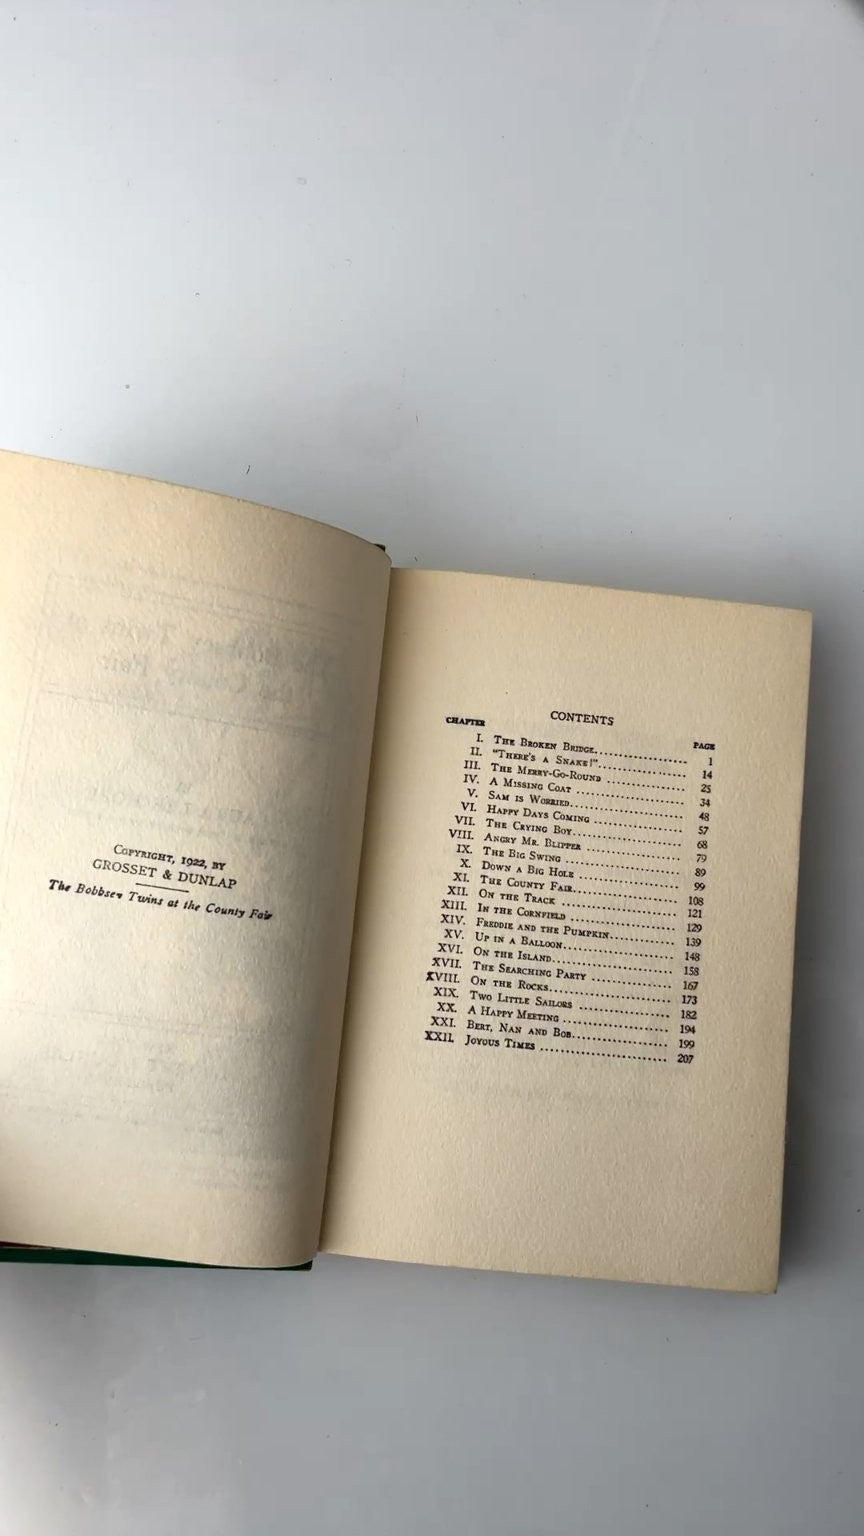 COPYRIGHT, 1922, BY
GROSSET & DUNLAP
The Bobbsey Twins at the County Fair
CONTENTS
CHAPTER PAGE
I. THE BROKEN BRIDGE 1
II. "THERE'S A SNAKE!" 14
III. THE MERRY-GO-ROUND 25
IV. A MISSING COAT 34
V. SAM IS WORRIED 48
VI. HAPPY DAYS COMING 57
VII. THE CRYING BOY 68
VIII. ANGRY MR. BLIPPER 79
IX. THE BIG SWING 89
X. DOWN A BIG HOLE 99
XI. THE COUNTY FAIR 108
XII. ON THE TRACK 121
XIII. IN THE CORNFIELD 129
XIV. FREDDIE AND THE PUMPKIN 139
XV. UP IN A BALLOON 148
XVI. ON THE ISLAND 158
XVII. THE SEARCHING PARTY 167
XVIII. ON THE ROCKS 173
XIX. TWO LITTLE SAILORS 182
XX. A HAPPY MEETING 194
XXI. BERT, NAN AND BOB 199
XXII. JOYOUS TIMES 207